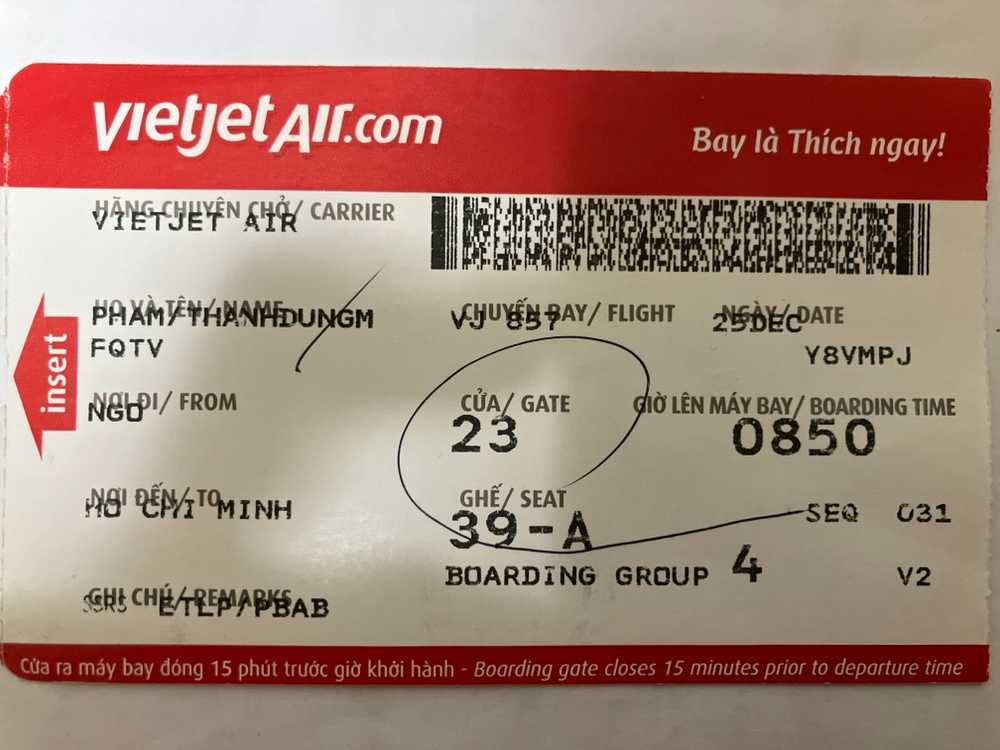 vietjetAir.com
Bay là Thích ngay!
HÃNG CHUYÊN CHỞ/ CARRIER
VIETJET AIR
HỌ VÀ TÊN/ NAME CHUYẾN BAY/ FLIGHT NGÀY/ DATE
PHAM/THANHDUNGM VJ 857 25DEC
FQTV Y8VMPJ
insert
NƠI ĐI/ FROM CỬA/ GATE GIỜ LÊN MÁY BAY/ BOARDING TIME
NGO 23 0850
NƠI ĐẾN/ TO GHẾ/ SEAT
HO CHI MINH 39-A SEQ 031
BOARDING GROUP 4 V2
GHI CHÚ/ REMARKS
SSRS ETLP/PBAB
Cửa ra máy bay đóng 15 phút trước giờ khởi hành - Boarding gate closes 15 minutes prior to departure time